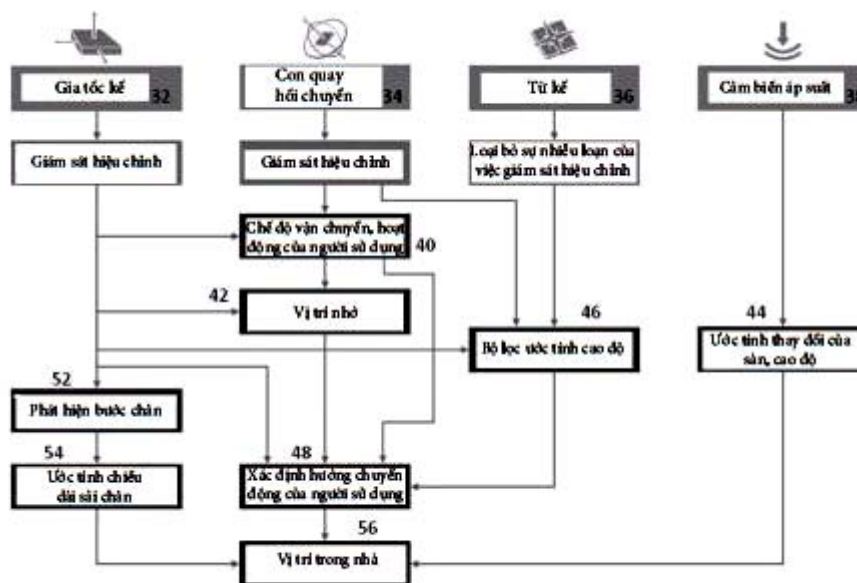 Gia tốc kế
32
Con quay
hồi chuyển
34
Từ kế
36
Cảm biến áp suất
Giám sát hiệu chỉnh
Giám sát hiệu chỉnh
Loại bỏ sự nhiễu loạn của
việc giám sát hiệu chỉnh
Chế độ vận chuyển, hoạt
động của người sử dụng
40
42
Vị trí nhớ
46
Bộ lọc ước tính cao độ
44
Ước tính thay đổi của
sàn, cao độ
52
Phát hiện bước chân
54
Ước tính chiều
dài sải chân
48
Xác định hướng chuyển
động của người sử dụng
56
Vị trí trong nhà